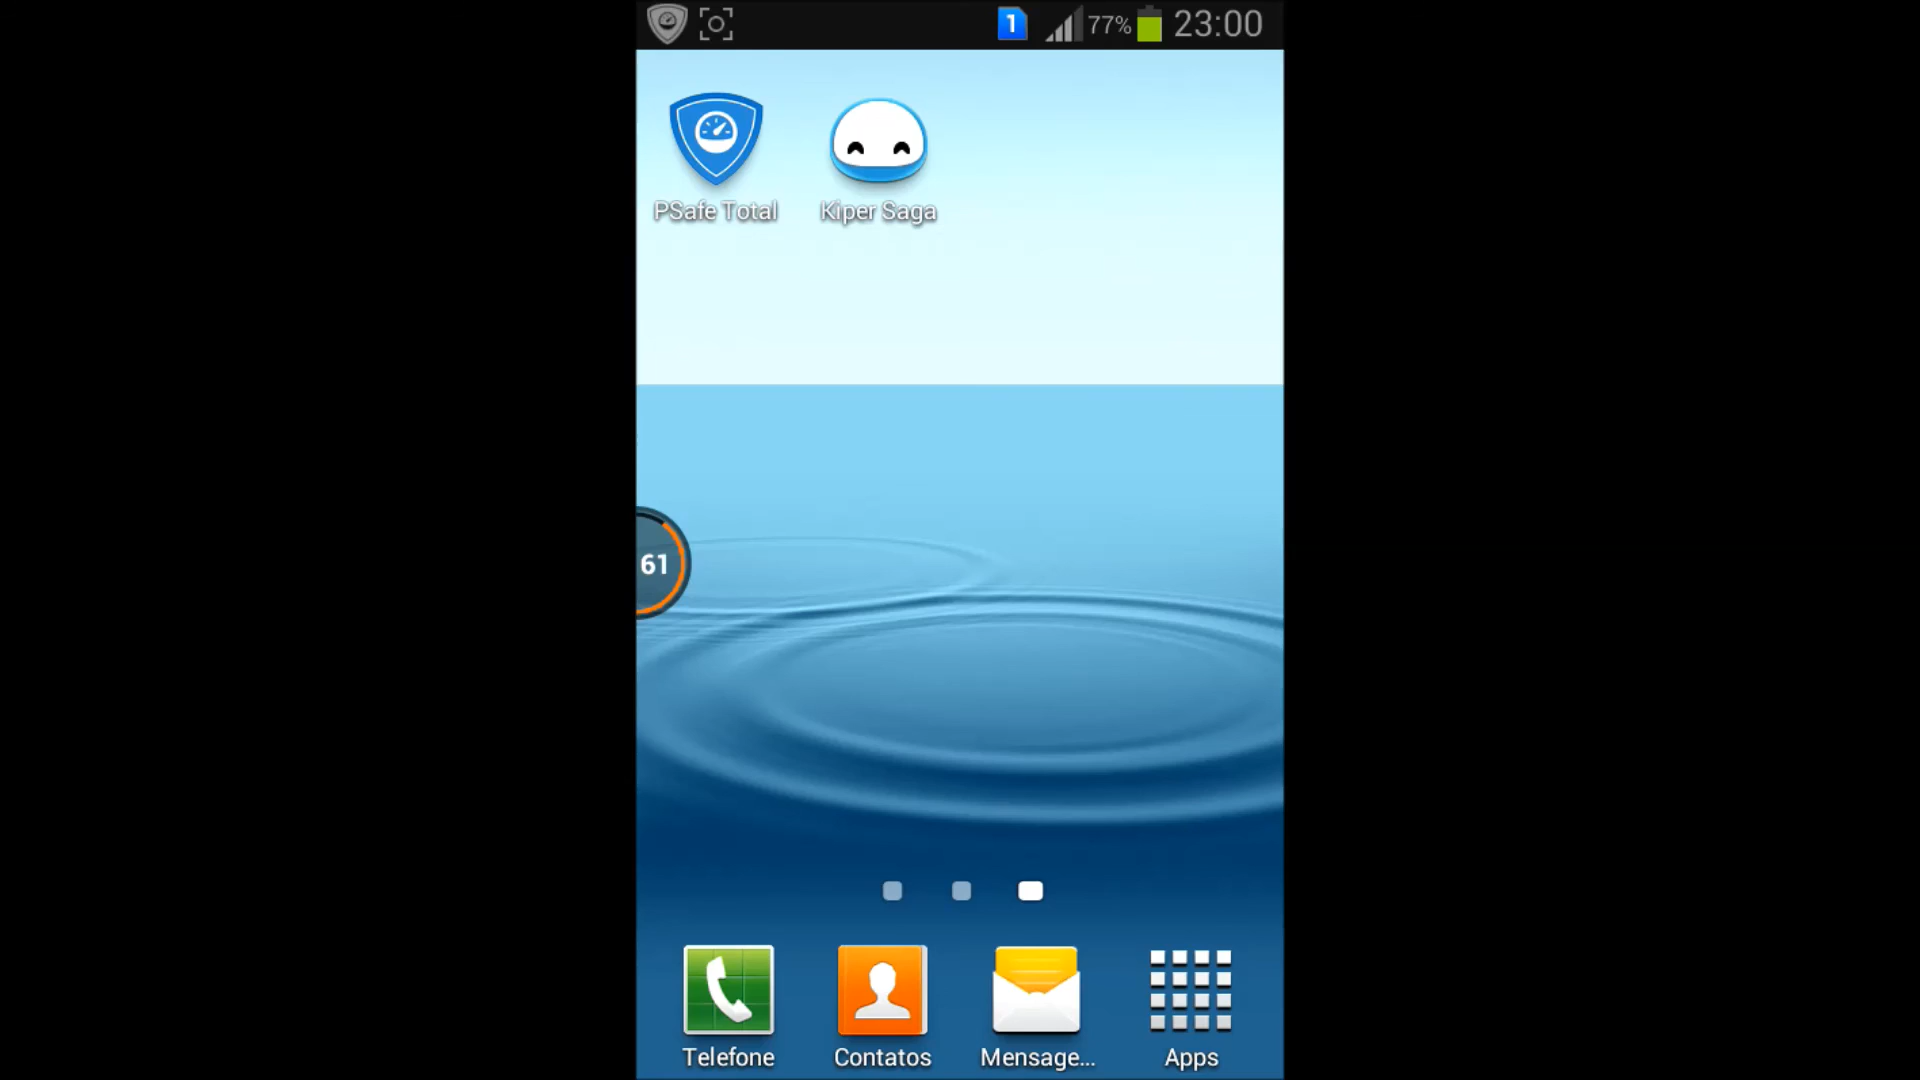 1 77% 23:00
PSafe Total Kiper Saga
61
Telefone Contatos Mensage... Apps